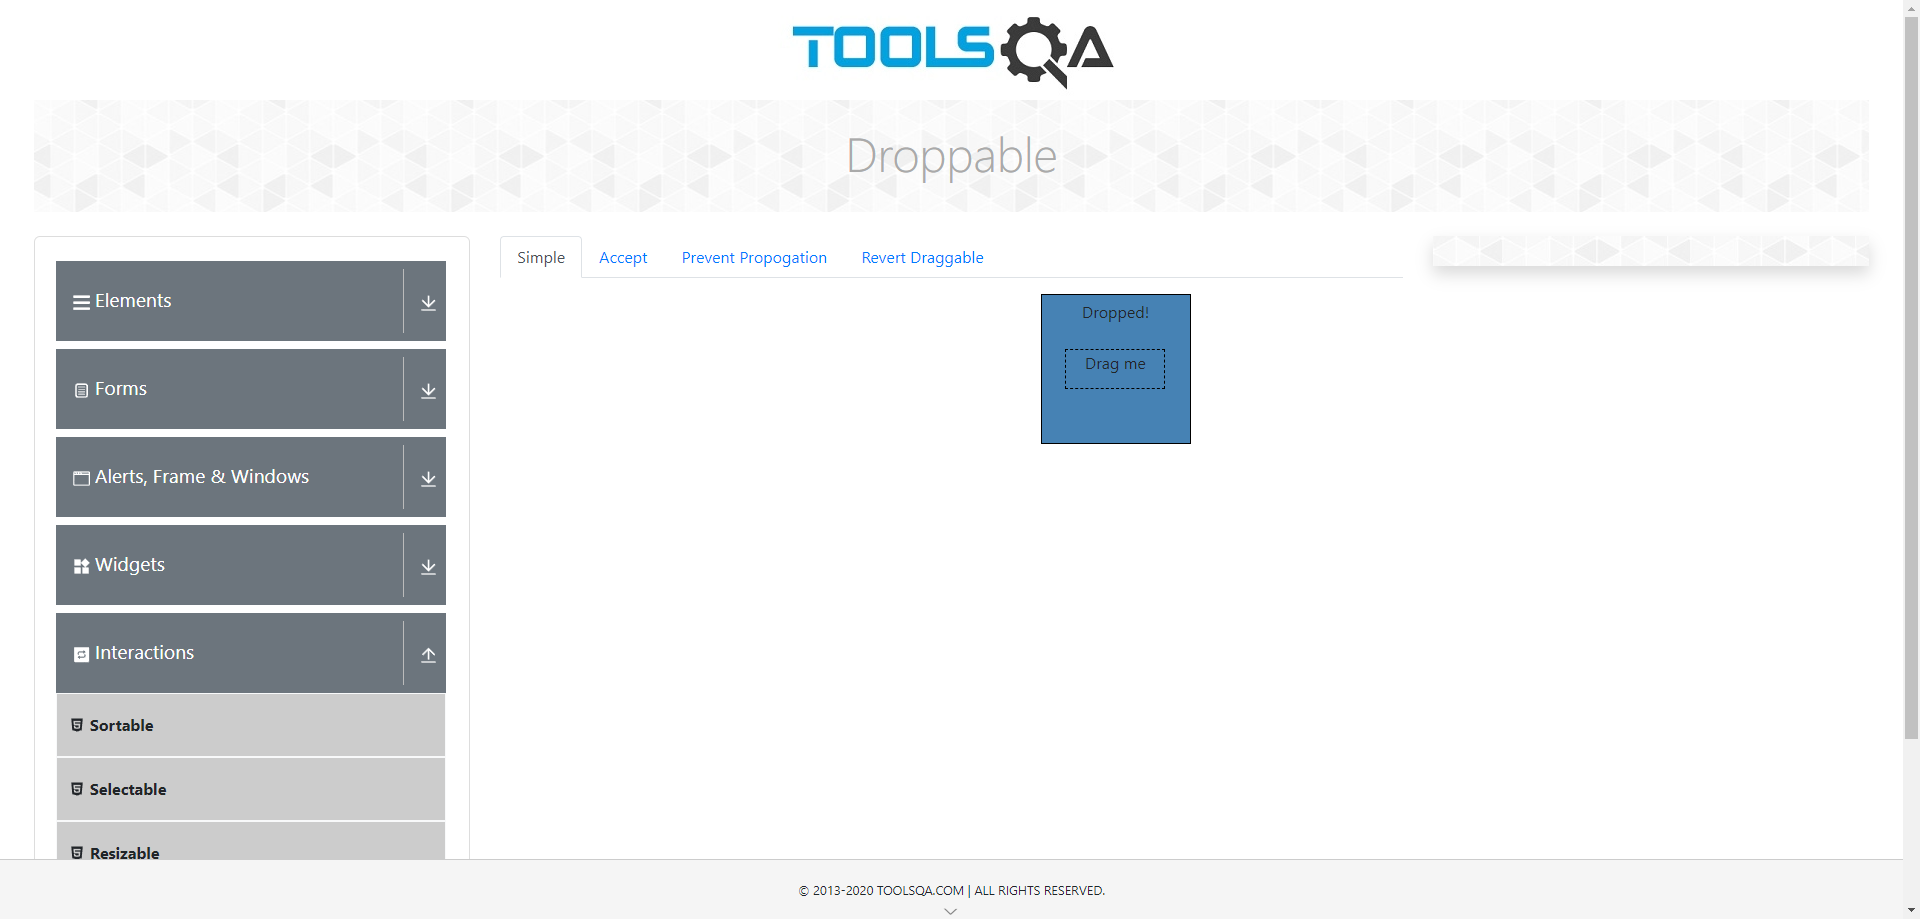 TOOLSQA
Droppable
Elements
Forms
Alerts, Frame & Windows
Widgets
Interactions
Sortable
Selectable
Resizable
Simple
Accept
Prevent Propogation
Revert Draggable
Dropped!
Drag me
© 2013-2020 TOOLSQA.COM | ALL RIGHTS RESERVED.